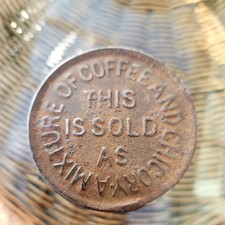 THIS
IS SOLD
AS
A MIXTURE OF COFFEE AND CHICORY